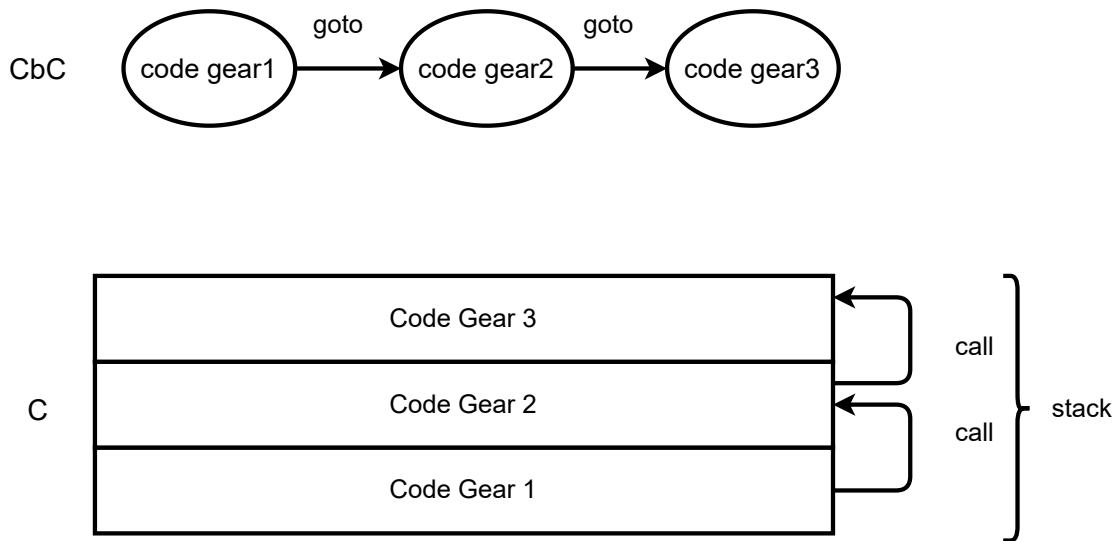 goto
goto
CbC
code gear1
code gear2
code gear3
Code Gear 3
call
C
Code Gear 2
stack
call
Code Gear 1